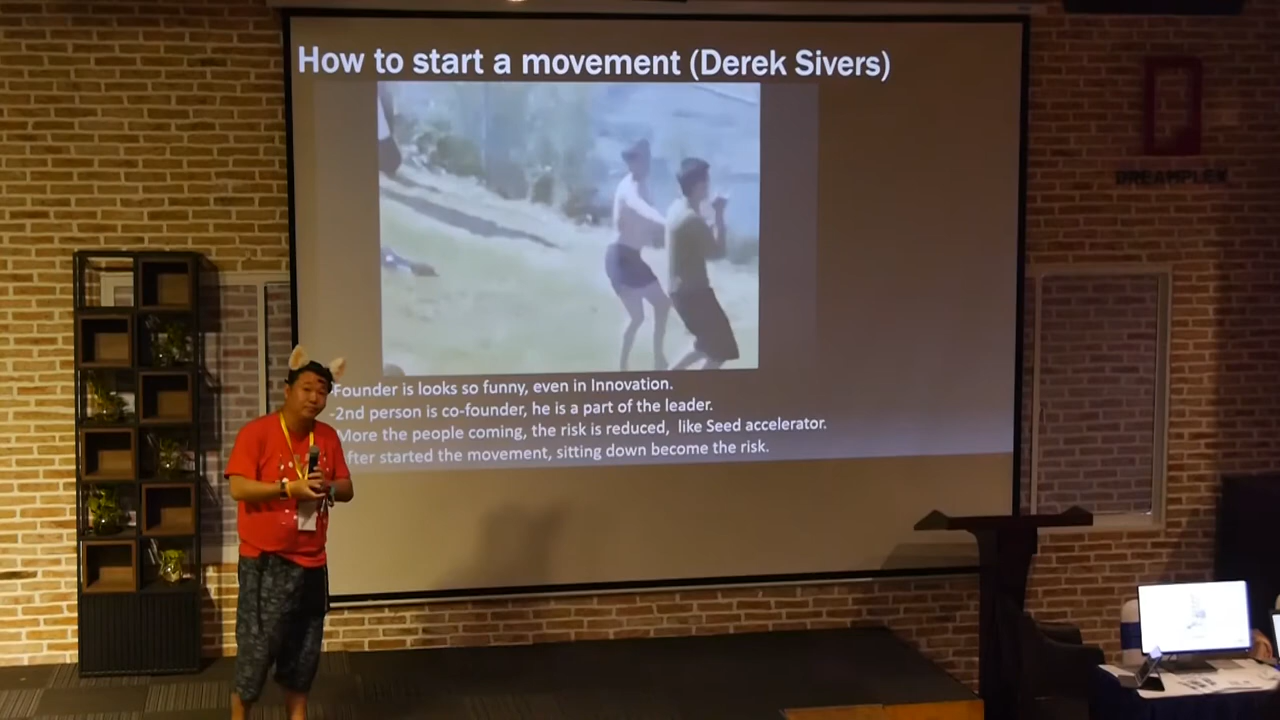 How to start a movement (Derek Sivers)
DREAMPLEX
Founder is looks so funny, even in Innovation.
-2nd person is co-founder, he is a part of the leader.
More the people coming, the risk is reduced, like Seed accelerator.
fter started the movement, sitting down become the risk.